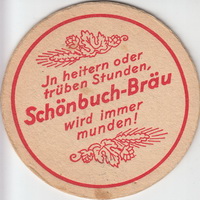 Jn heitern oder
trüben Stunden,
Schönbuch-Bräu
wird immer
munden!